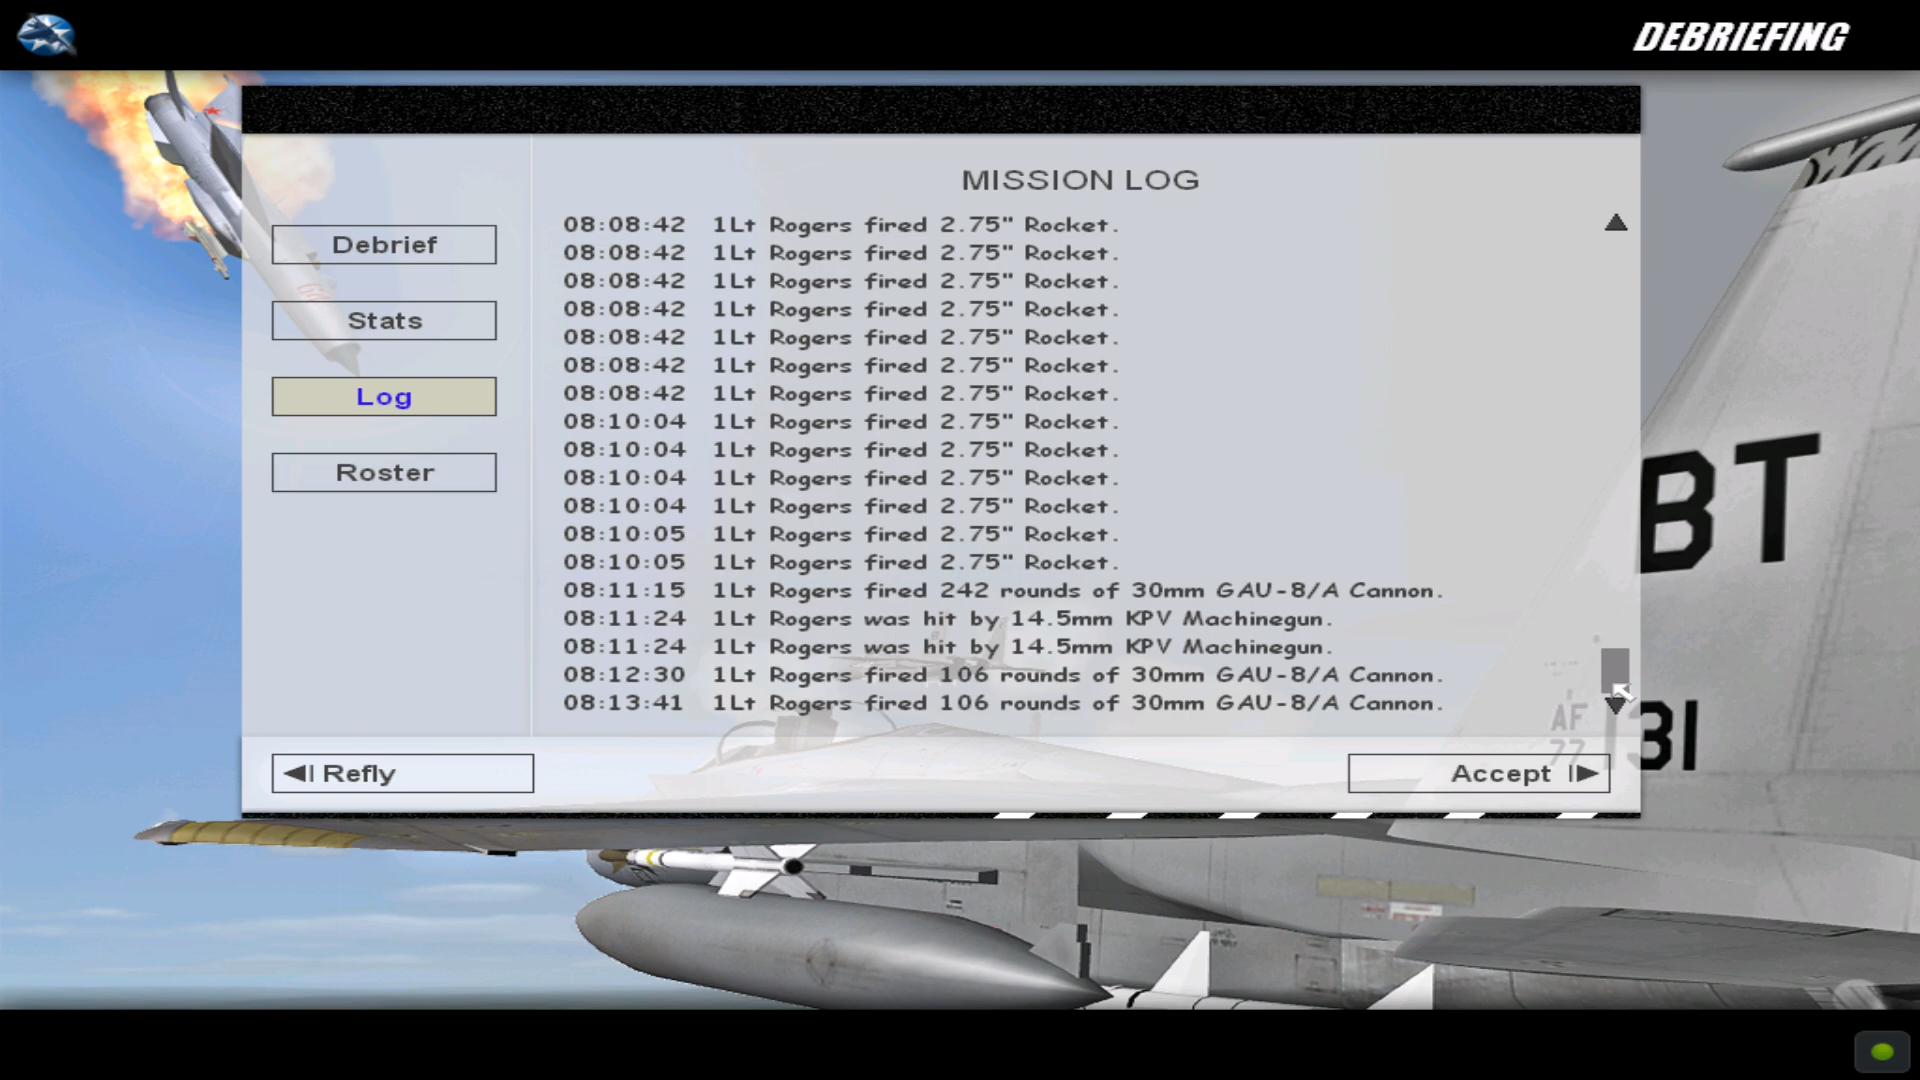 DEBRIEFING
MISSION LOG
Debrief
Stats
Log
Roster
08:08:42 1Lt Rogers fired 2.75" Rocket.
08:08:42 1Lt Rogers fired 2.75" Rocket.
08:08:42 1Lt Rogers fired 2.75" Rocket.
08:08:42 1Lt Rogers fired 2.75" Rocket.
08:08:42 1Lt Rogers fired 2.75" Rocket.
08:08:42 1Lt Rogers fired 2.75" Rocket.
08:08:42 1Lt Rogers fired 2.75" Rocket.
08:10:04 1Lt Rogers fired 2.75" Rocket.
08:10:04 1Lt Rogers fired 2.75" Rocket.
08:10:04 1Lt Rogers fired 2.75" Rocket.
08:10:04 1Lt Rogers fired 2.75" Rocket.
08:10:05 1Lt Rogers fired 2.75" Rocket.
08:10:05 1Lt Rogers fired 2.75" Rocket.
08:11:15 1Lt Rogers fired 242 rounds of 30mm GAU-8/A Cannon.
08:11:24 1Lt Rogers was hit by 14.5mm KPV Machinegun.
08:11:24 1Lt Rogers was hit by 14.5mm KPV Machinegun.
08:12:30 1Lt Rogers fired 106 rounds of 30mm GAU-8/A Cannon.
08:13:41 1Lt Rogers fired 106 rounds of 30mm GAU-8/A Cannon.
Refly
Accept
BT
AF
77
131